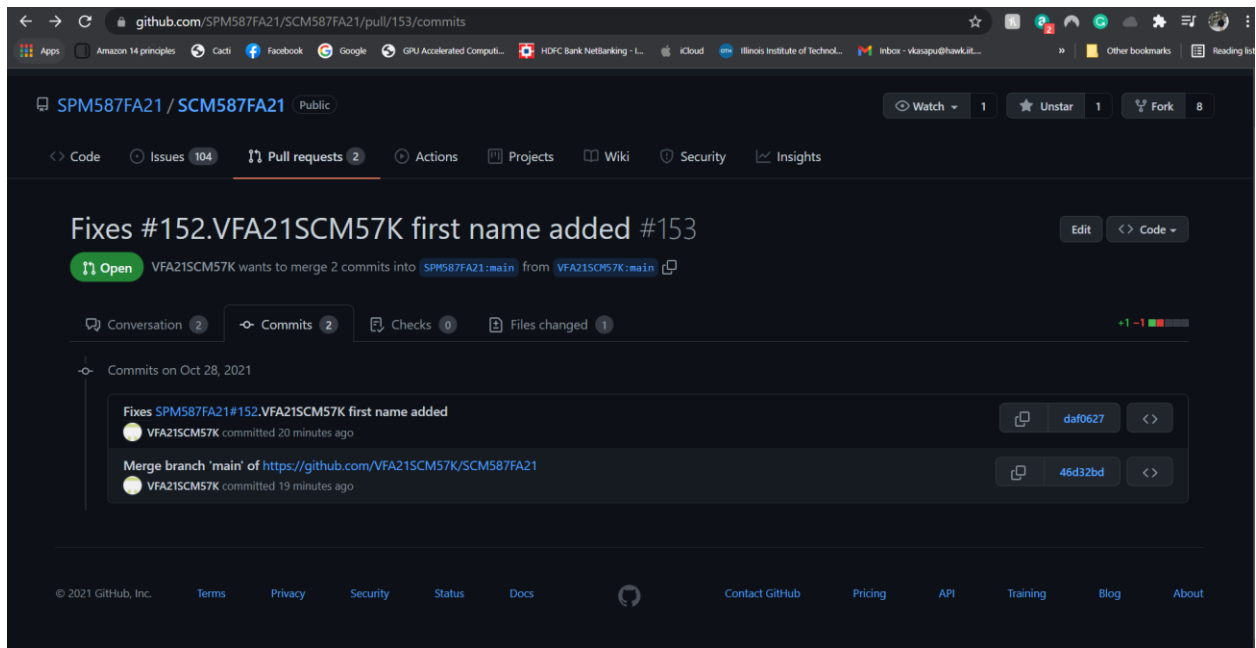 github.com/SPM587FA21/SCM587FA21/pull/153/commits
2
Apps Amazon 14 principles Cacti Facebook Google GPU Accelerated Computi... HDFC Bank NetBanking - I... iCloud Illinois Institute of Technol... Inbox - vkasapu@hawk.iit.... » Other bookmarks Reading list
SPM587FA21 / SCM587FA21 Public Watch 1 Unstar 1 Fork 8
Code Issues 104 Pull requests 2 Actions Projects Wiki Security Insights
Fixes #152.VFA21SCM57K first name added #153 Edit <> Code
Open VFA21SCM57K wants to merge 2 commits into SPM587FA21:main from VFA21SCM57K:main
Conversation 2 Commits 2 Checks 0 Files changed 1 +1 −1
Commits on Oct 28, 2021
Fixes SPM587FA21#152.VFA21SCM57K first name added
VFA21SCM57K committed 20 minutes ago daf0627 <>
Merge branch 'main' of https://github.com/VFA21SCM57K/SCM587FA21
VFA21SCM57K committed 19 minutes ago 46d32bd <>
© 2021 GitHub, Inc. Terms Privacy Security Status Docs Contact GitHub Pricing API Training Blog About